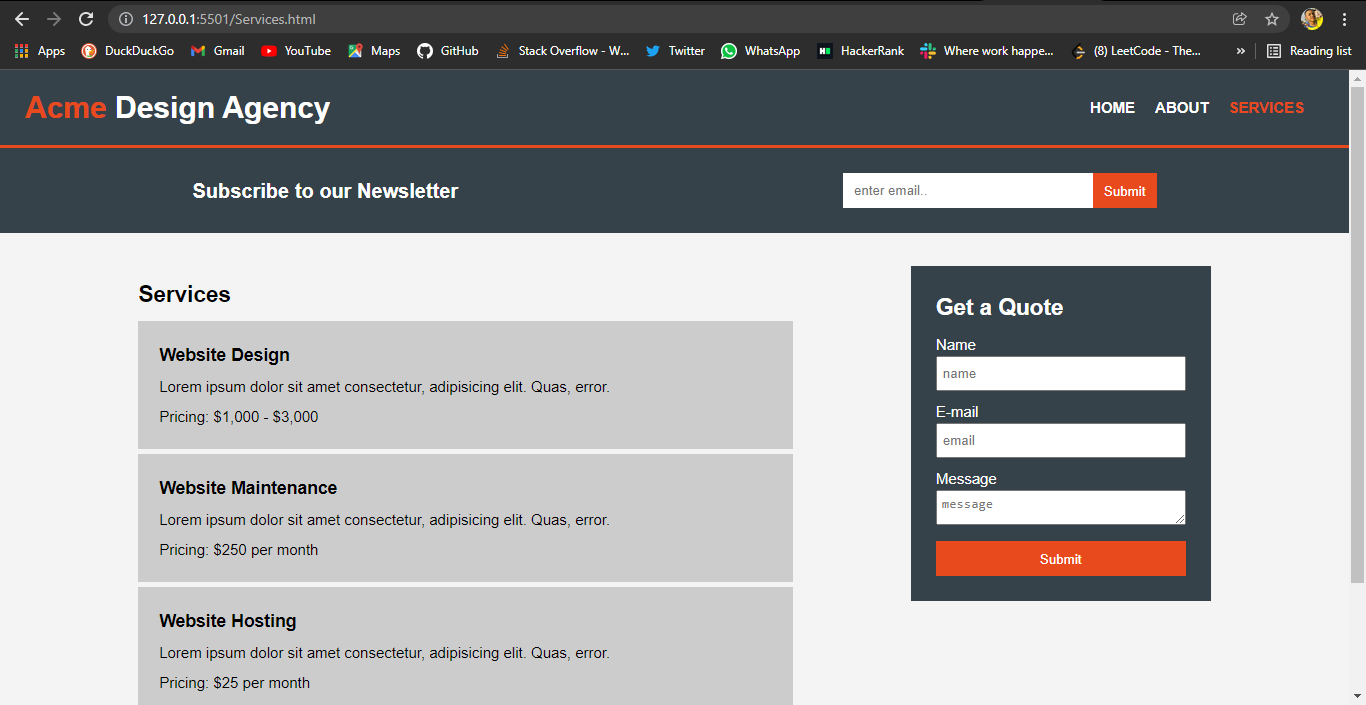 127.0.0.1:5501/Services.html
Apps DuckDuckGo Gmail YouTube Maps GitHub Stack Overflow - W... Twitter WhatsApp HackerRank Where work happe... (8) LeetCode - The... » Reading list
Acme Design Agency HOME ABOUT SERVICES
Subscribe to our Newsletter enter email.. Submit
Services
Website Design
Lorem ipsum dolor sit amet consectetur, adipisicing elit. Quas, error.
Pricing: $1,000 - $3,000
Website Maintenance
Lorem ipsum dolor sit amet consectetur, adipisicing elit. Quas, error.
Pricing: $250 per month
Website Hosting
Lorem ipsum dolor sit amet consectetur, adipisicing elit. Quas, error.
Pricing: $25 per month
Get a Quote
Name
name
E-mail
email
Message
message
Submit